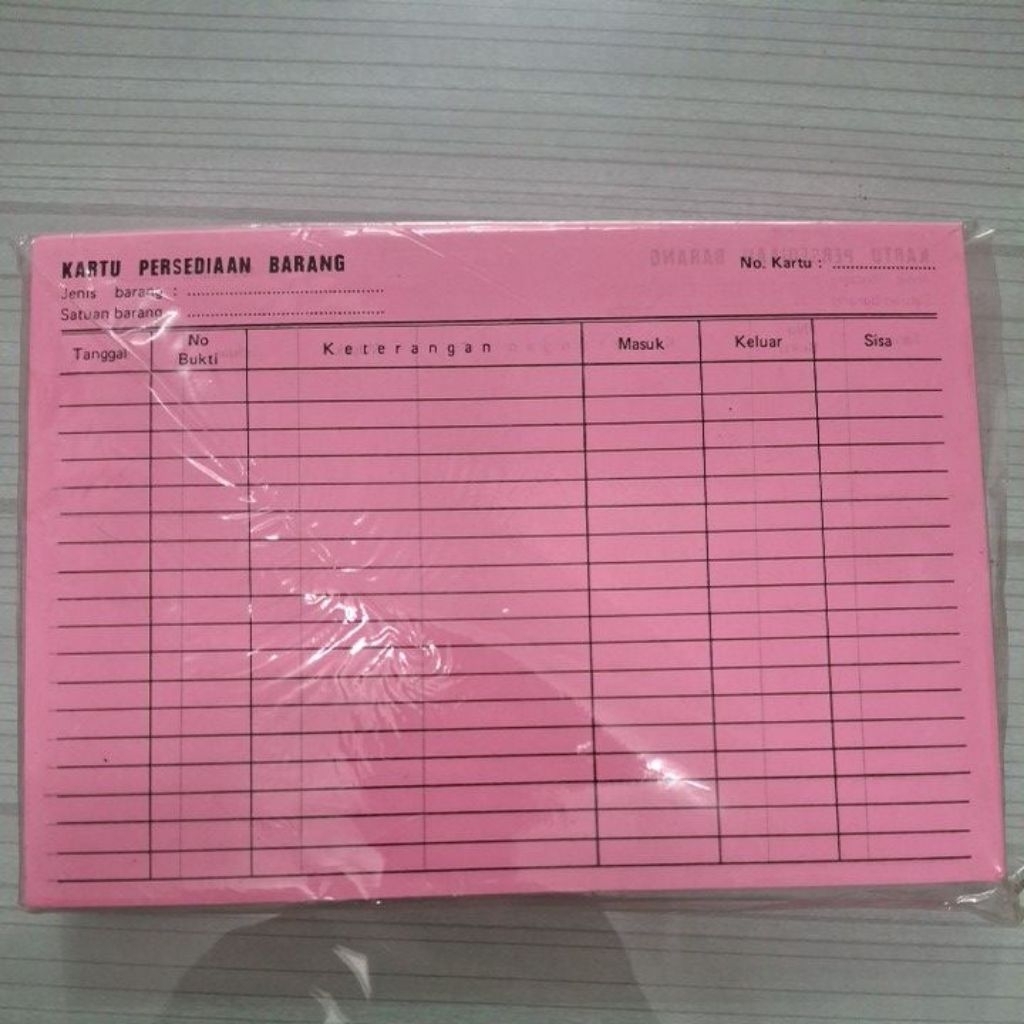 KARTU PERSEDIAAN BARANG
No. Kartu : ....................
Jenis barang : ........................................
Satuan barang ........................................
Tanggal
No
Bukti
Keterangan
Masuk
Keluar
Sisa